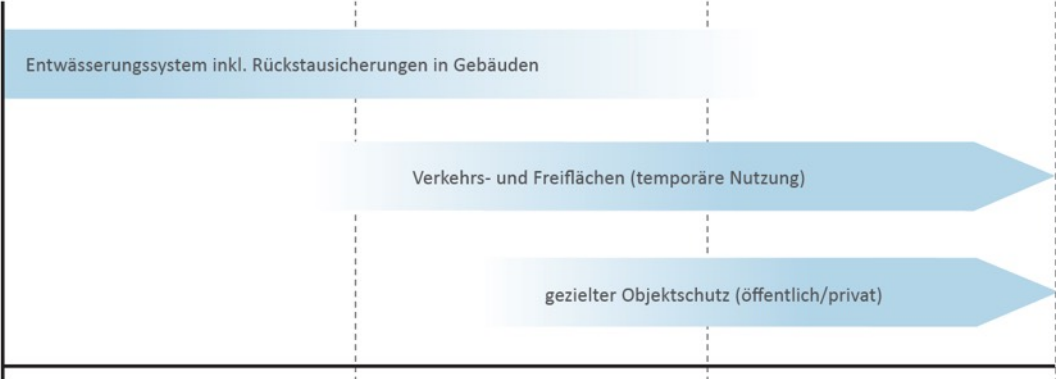 Entwässerungssystem inkl. Rückstausicherungen in Gebäuden
Verkehrs- und Freiflächen (temporäre Nutzung)
gezielter Objektschutz (öffentlich/privat)